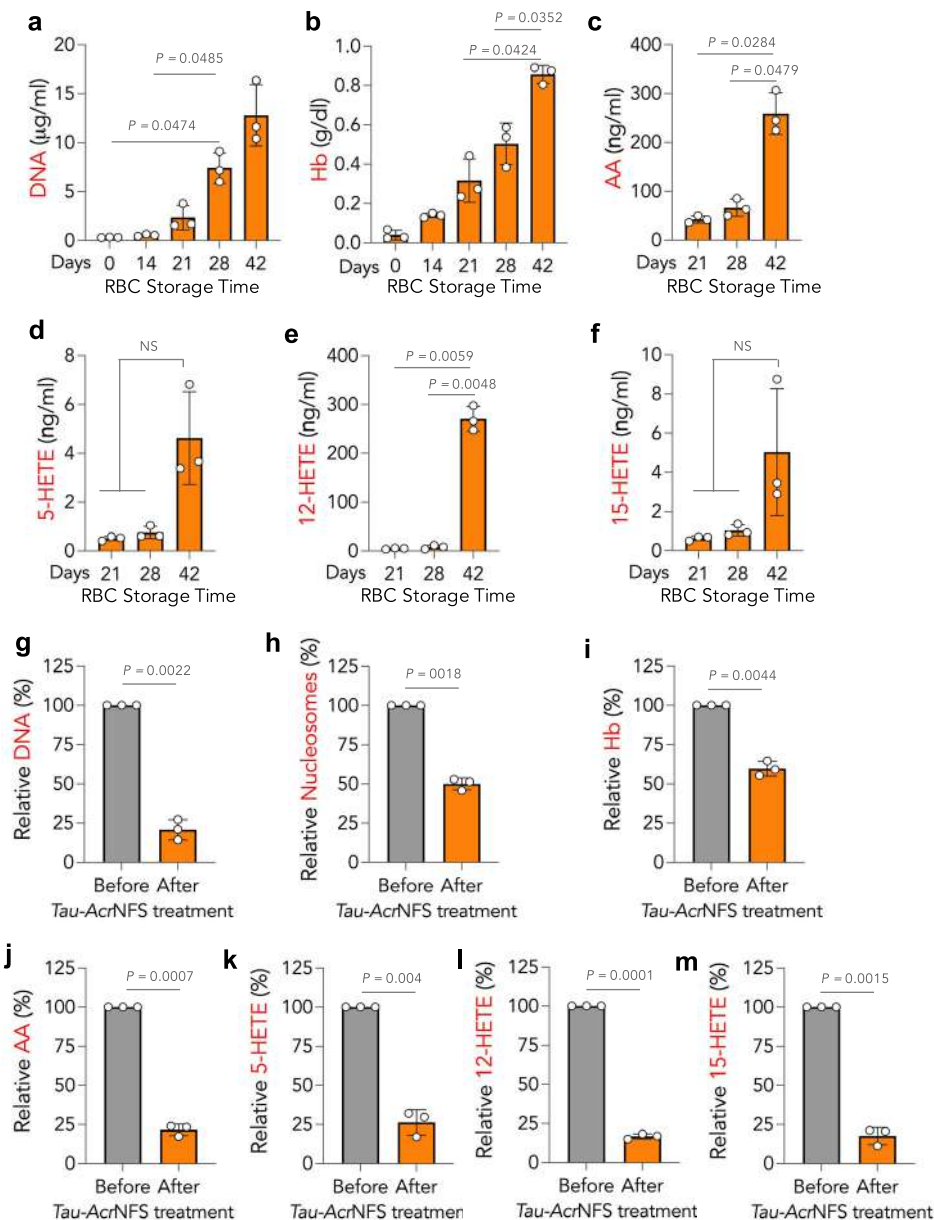 a
DNA (μg/ml)
20
15
10
5
0
P = 0.0485
P = 0.0474
Days 0 14 21 28 42
RBC Storage Time
b
Hb (g/dl)
1.0
0.8
0.6
0.4
0.2
0.0
P = 0.0352
P = 0.0424
Days 0 14 21 28 42
RBC Storage Time
c
AA (ng/ml)
400
300
200
100
0
P = 0.0284
P = 0.0479
Days 21 28 42
RBC Storage Time
d
5-HETE (ng/ml)
8
6
4
2
0
NS
Days 21 28 42
RBC Storage Time
e
12-HETE (ng/ml)
400
300
200
100
0
P = 0.0059
P = 0.0048
Days 21 28 42
RBC Storage Time
f
15-HETE (ng/ml)
10
8
6
4
2
0
NS
Days 21 28 42
RBC Storage Time
g
Relative DNA (%)
125
100
75
50
25
0
P = 0.0022
Before After
Tau-AcrNFS treatment
h
Relative Nucleosomes (%)
125
100
75
50
25
0
P = 0018
Before After
Tau-AcrNFS treatment
i
Relative Hb (%)
125
100
75
50
25
0
P = 0.0044
Before After
Tau-AcrNFS treatment
j
Relative AA (%)
125
100
75
50
25
0
P = 0.0007
Before After
Tau-AcrNFS treatment
k
Relative 5-HETE (%)
125
100
75
50
25
0
P = 0.004
Before After
Tau-AcrNFS treatment
l
Relative 12-HETE (%)
125
100
75
50
25
0
P = 0.0001
Before After
Tau-AcrNFS treatment
m
Relative 15-HETE (%)
125
100
75
50
25
0
P = 0.0015
Before After
Tau-AcrNFS treatment